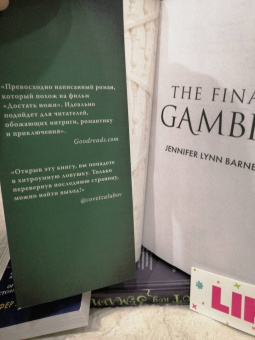 «Превосходно написанный роман,
который похож на фильм
«Достать ножи». Идеально
подойдет для читателей,
обожающих интриги, романтику
и приключения».
Goodreads.com
«Открыв эту книгу, вы попадете
в хитроумную ловушку. Только
перевернув последнюю страницу,
можно найти выход!»
THE FINA
GAMBI
JENNIFER LYNN BARNE
LIF